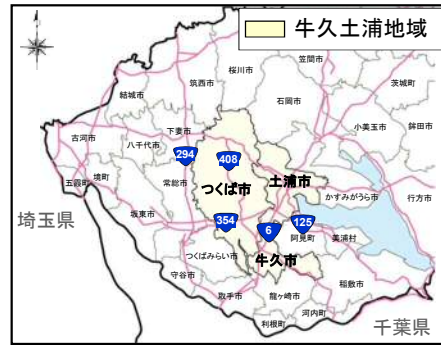 牛久土浦地域
桜川市
笠間市
茨城町
筑西市
結城市
石岡市
小美玉市
鉾田市
古河市
下妻市
八千代市
294
408
土浦市
五霞町
境町
常総市
つくば市
かすみがうら市
行方市
埼玉県
坂東市
354
6
125
阿見町
美浦村
つくばみらい市
牛久市
守谷市
稲敷市
取手市
龍ヶ崎市
河内町
利根町
千葉県